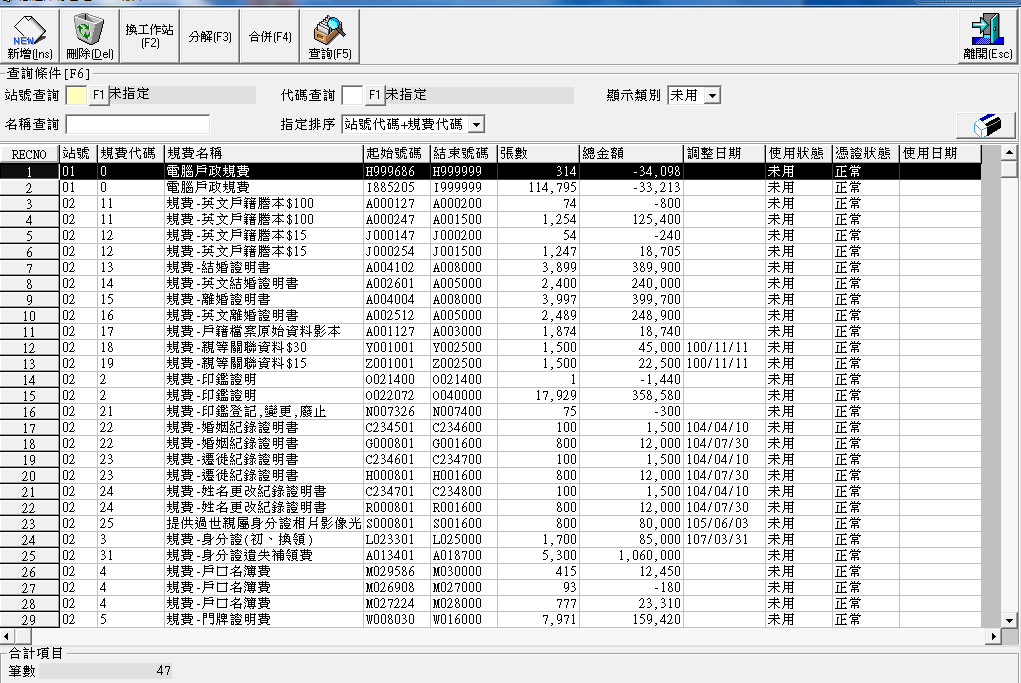 新增(Ins) 刪除(Del) 換工作站(F2) 分解(F3) 合併(F4) 查詢(F5) 離開(Esc)
查詢條件[F6]
站號查詢 F1 未指定 代碼查詢 F1 未指定 顯示類別 未用
名稱查詢 指定排序 站號代碼+規費代碼
RECNO 站號 規費代碼 規費名稱 起始號碼 結束號碼 張數 總金額 調整日期 使用狀態 憑證狀態 使用日期
1 01 0 電腦戶政規費 H999686 H999999 314 -34,098 未用 正常
2 01 0 電腦戶政規費 I885205 I999999 114,795 -33,213 未用 正常
3 02 11 規費-英文戶籍謄本$100 A000127 A000200 74 -800 未用 正常
4 02 11 規費-英文戶籍謄本$100 A000247 A001500 1,254 125,400 未用 正常
5 02 12 規費-英文戶籍謄本$15 J000147 J000200 54 -240 未用 正常
6 02 12 規費-英文戶籍謄本$15 J000254 J001500 1,247 18,705 未用 正常
7 02 13 規費-結婚證明書 A004102 A008000 3,899 389,900 未用 正常
8 02 14 規費-英文結婚證明書 A002601 A005000 2,400 240,000 未用 正常
9 02 15 規費-離婚證明書 A004004 A008000 3,997 399,700 未用 正常
10 02 16 規費-英文離婚證明書 A002512 A005000 2,489 248,900 未用 正常
11 02 17 規費-戶籍檔案原始資料影本 A001127 A003000 1,874 18,740 未用 正常
12 02 18 規費-親等關聯資料$30 Y001001 Y002500 1,500 45,000 100/11/11 未用 正常
13 02 19 規費-親等關聯資料$15 Z001001 Z002500 1,500 22,500 100/11/11 未用 正常
14 02 2 規費-印鑑證明 O021400 O021400 1 -1,440 未用 正常
15 02 2 規費-印鑑證明 O022072 O040000 17,929 358,580 未用 正常
16 02 21 規費-印鑑登記,變更,廢止 N007326 N007400 75 -300 未用 正常
17 02 22 規費-婚姻紀錄證明書 C234501 C234600 100 1,500 104/04/10 未用 正常
18 02 22 規費-婚姻紀錄證明書 G000801 G001600 800 12,000 104/07/30 未用 正常
19 02 23 規費-遷徙紀錄證明書 C234601 C234700 100 1,500 104/04/10 未用 正常
20 02 23 規費-遷徙紀錄證明書 H000801 H001600 800 12,000 104/07/30 未用 正常
21 02 24 規費-姓名更改紀錄證明書 C234701 C234800 100 1,500 104/04/10 未用 正常
22 02 24 規費-姓名更改紀錄證明書 R000801 R001600 800 12,000 104/07/30 未用 正常
23 02 25 提供過世親屬身分證相片影像光 S000801 S001600 800 80,000 105/06/03 未用 正常
24 02 3 規費-身分證(初、換領) L023301 L025000 1,700 85,000 107/03/31 未用 正常
25 02 31 規費-身分證遺失補領費 A013401 A018700 5,300 1,060,000 未用 正常
26 02 4 規費-戶口名簿費 M029586 M030000 415 12,450 未用 正常
27 02 4 規費-戶口名簿費 M026908 M027000 93 -180 未用 正常
28 02 4 規費-戶口名簿費 M027224 M028000 777 23,310 未用 正常
29 02 5 規費-門牌證明費 W008030 W016000 7,971 159,420 未用 正常
合計項目
筆數 47